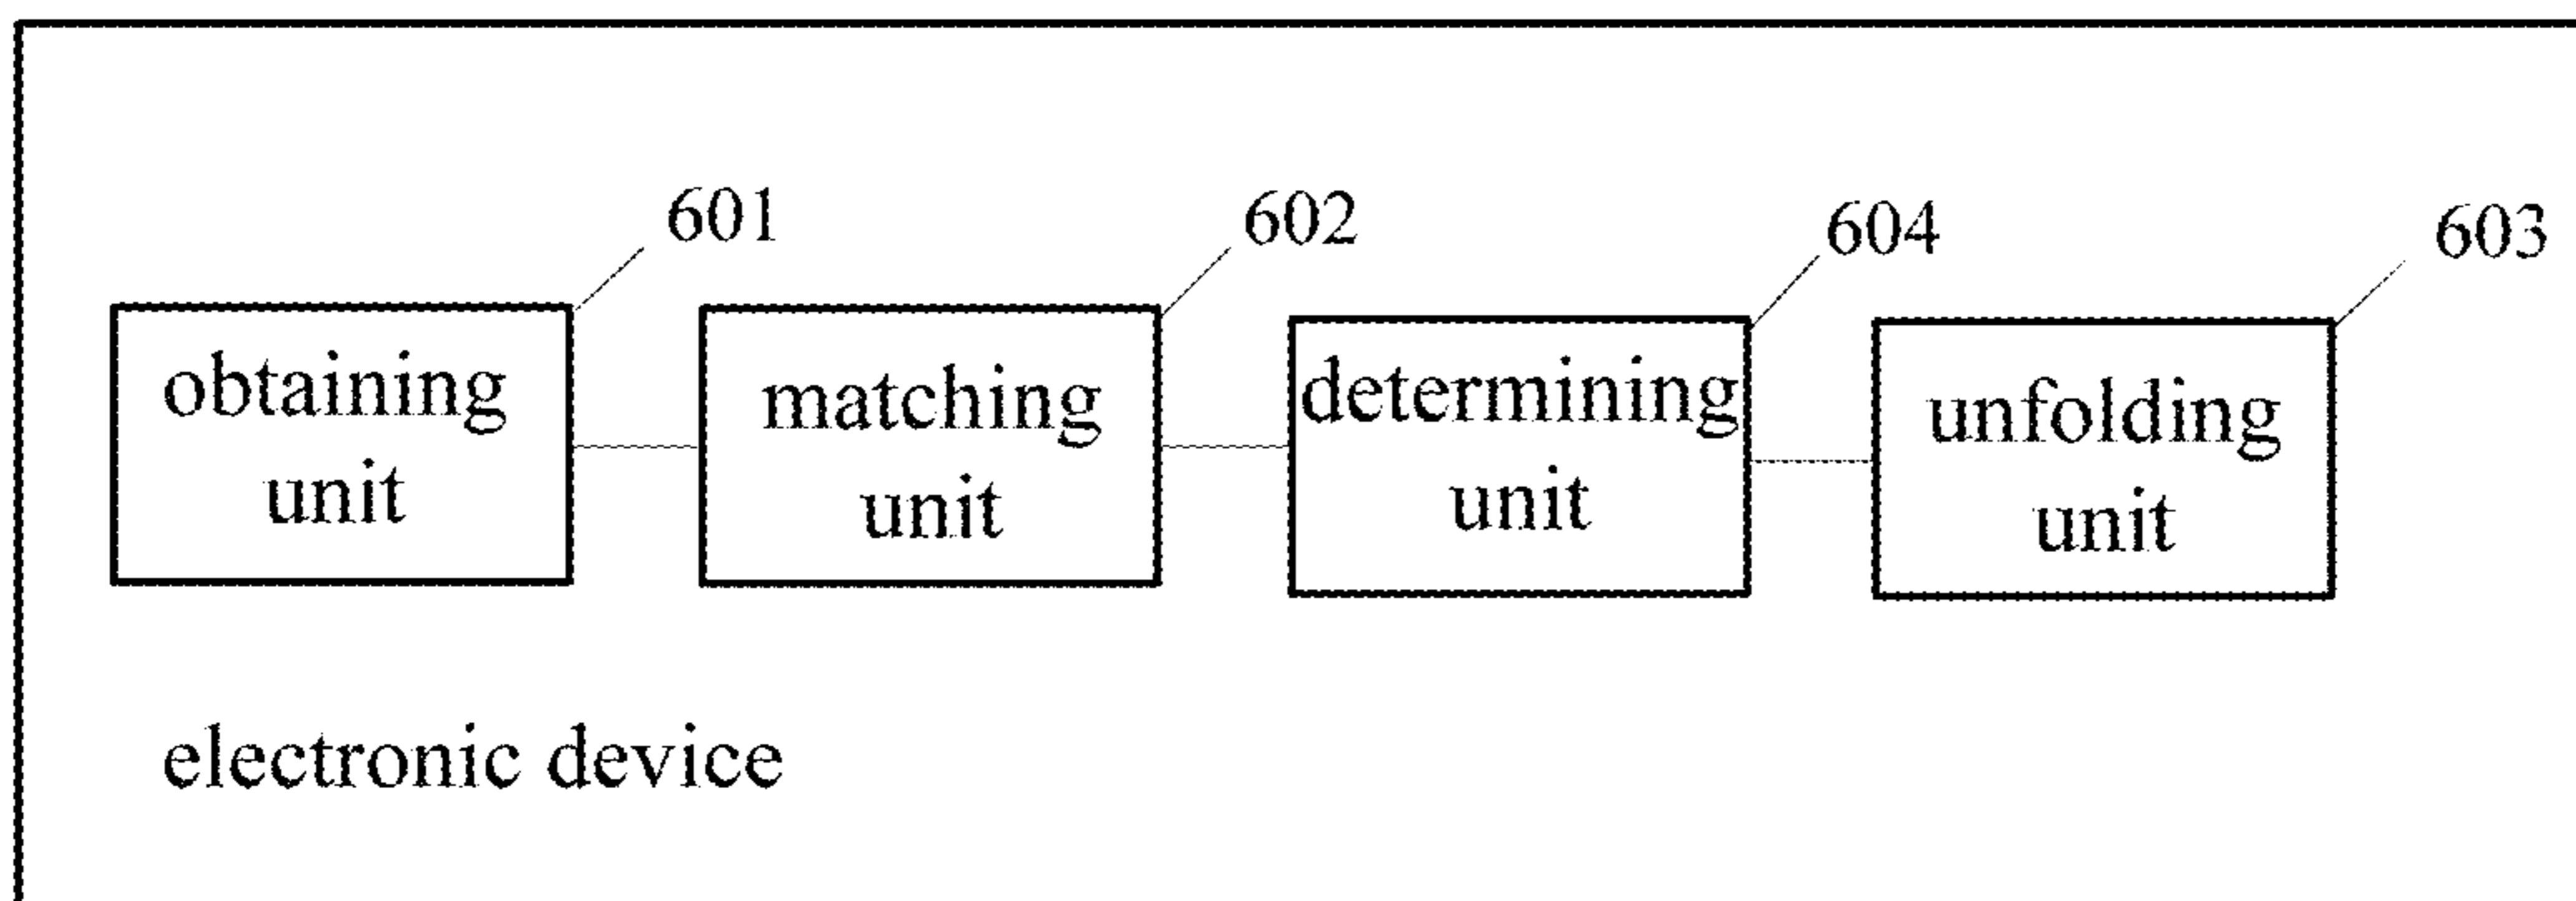 601
602
604
603
obtaining
unit
matching
unit
determining
unit
unfolding
unit
electronic device